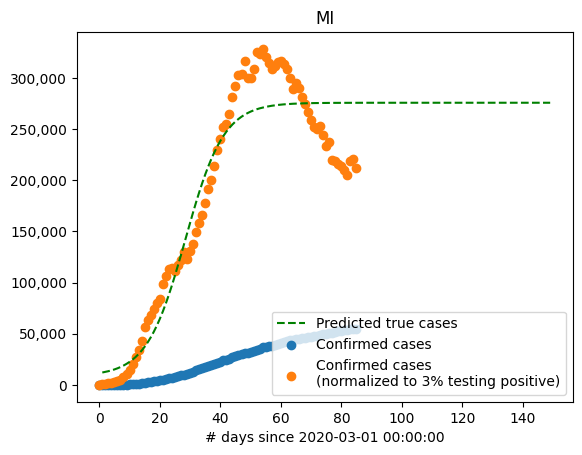 MI
300,000
250,000
200,000
150,000
100,000
50,000
0
Predicted true cases
Confirmed cases
Confirmed cases
(normalized to 3% testing positive)
0 20 40 60 80 100 120 140
# days since 2020-03-01 00:00:00